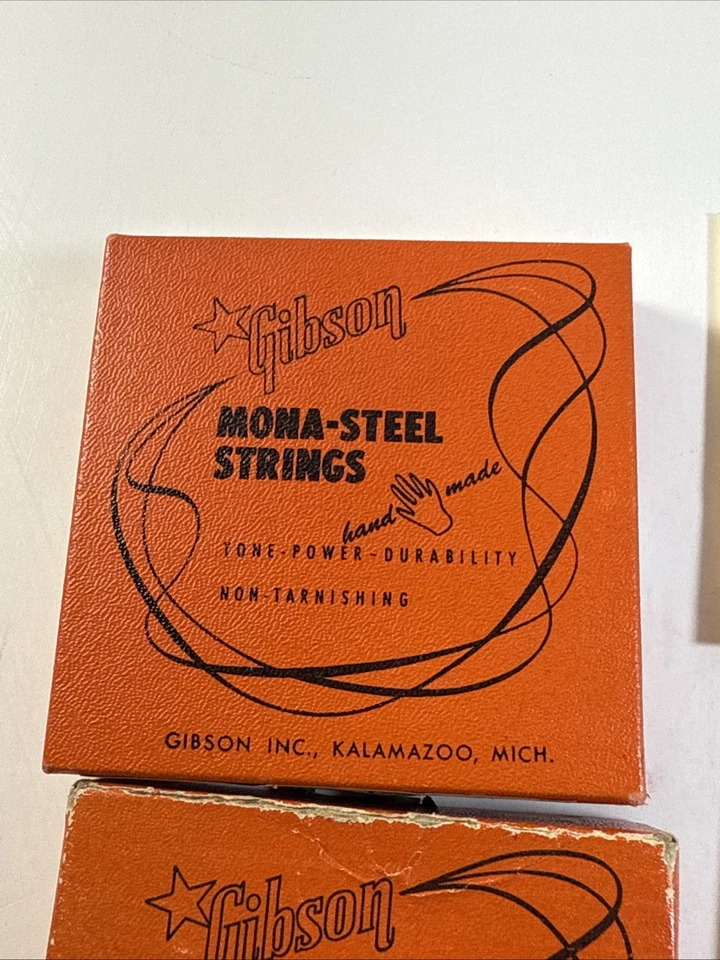 Gibson
MONA-STEEL
STRINGS
hand made
TONE-POWER-DURABILITY
NON-TARNISHING
GIBSON INC., KALAMAZOO, MICH.
Gibson